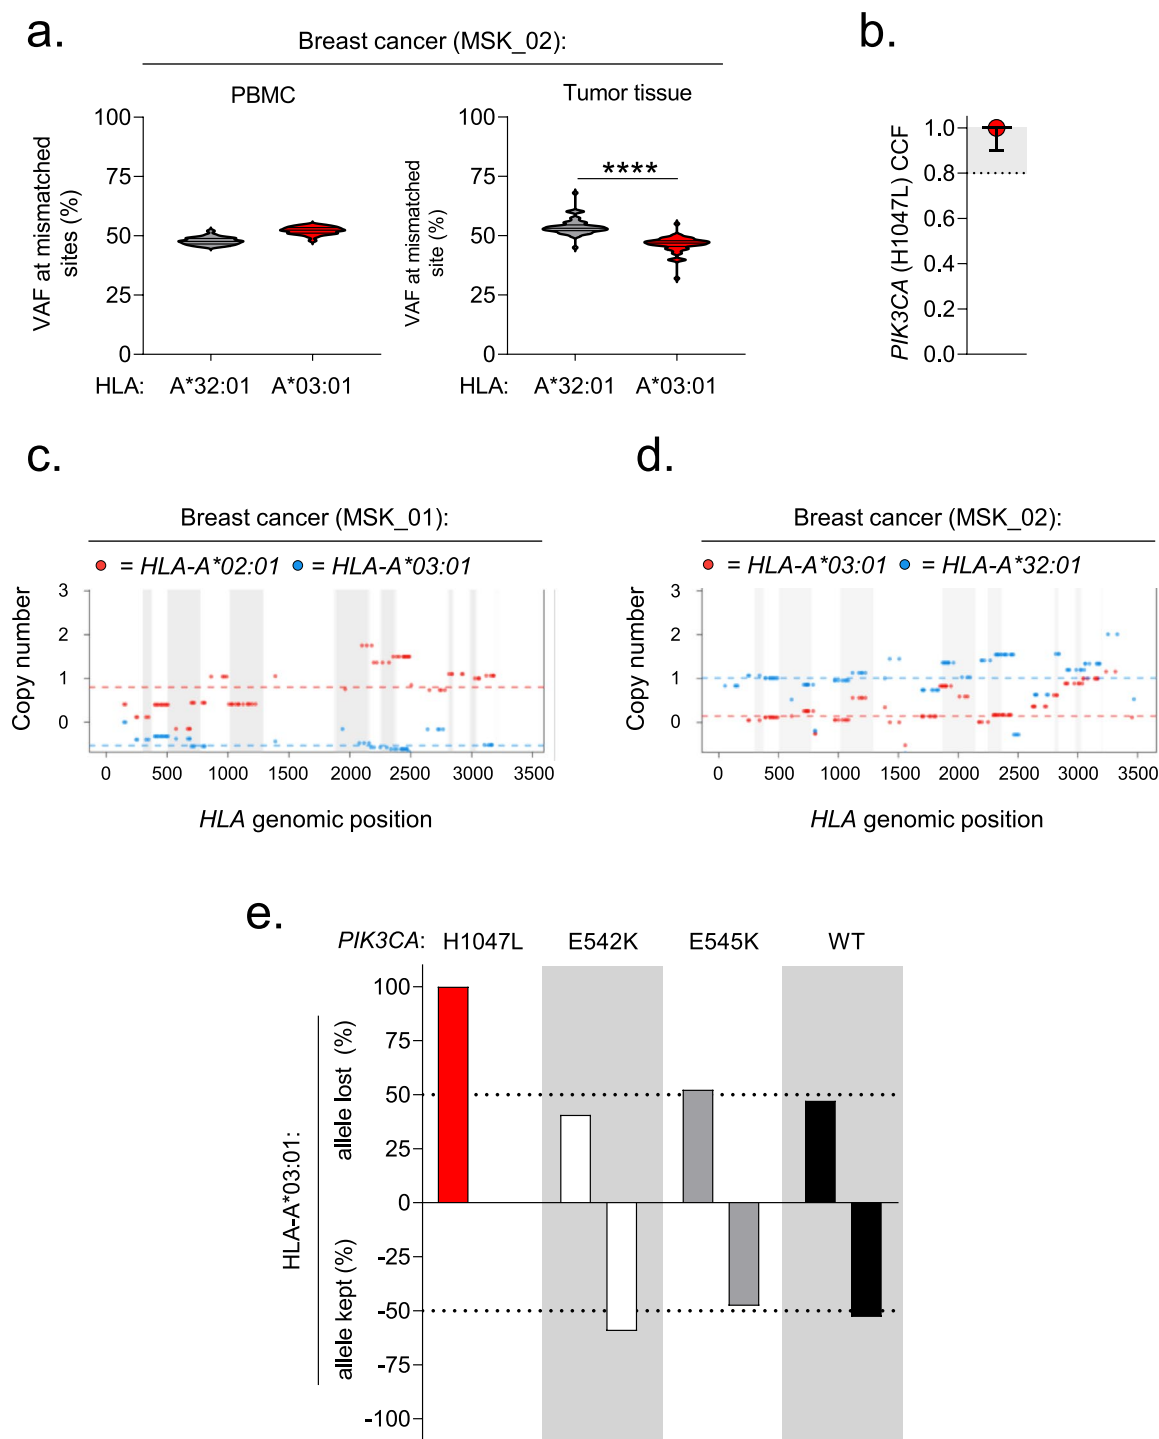 a.
Breast cancer (MSK_02):
PBMC
VAF at mismatched
sites (%)
100
75
50
25
0
HLA: A*32:01 A*03:01
Tumor tissue
VAF at mismatched
site (%)
100
75
50
25
0
****
HLA: A*32:01 A*03:01
b.
PIK3CA (H1047L) CCF
1.0
0.8
0.6
0.4
0.2
0.0
c.
Breast cancer (MSK_01):
= HLA-A*02:01 = HLA-A*03:01
Copy number
3
2
1
0
0 500 1000 1500 2000 2500 3000 3500
HLA genomic position
d.
Breast cancer (MSK_02):
= HLA-A*03:01 = HLA-A*32:01
Copy number
3
2
1
0
0 500 1000 1500 2000 2500 3000 3500
HLA genomic position
e.
PIK3CA: H1047L E542K E545K WT
HLA-A*03:01:
allele lost (%)
allele kept (%)
100
75
50
25
0
-25
-50
-75
-100